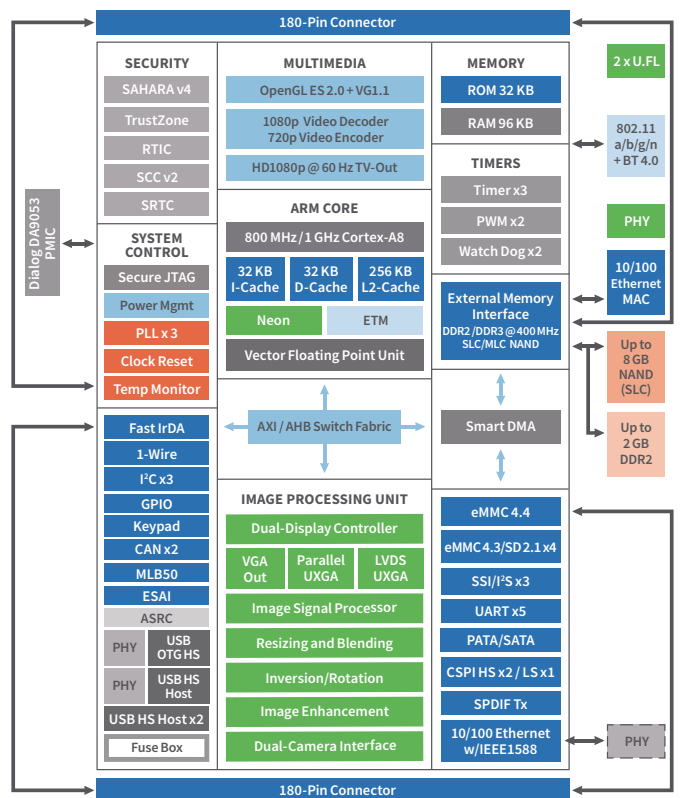 180-Pin Connector
SECURITY
SAHARA v4
TrustZone
RTIC
SCC v2
SRTC
SYSTEM
CONTROL
Secure JTAG
Power Mgmt
PLL x 3
Clock Reset
Temp Monitor
Dialog DA9053
PMIC
Fast IrDA
1-Wire
I²C x3
GPIO
Keypad
CAN x2
MLB50
ESAI
ASRC
PHY
USB
OTG HS
PHY
USB HS
Host
USB HS Host x2
Fuse Box
MULTIMEDIA
OpenGL ES 2.0 + VG1.1
1080p Video Decoder
720p Video Encoder
HD1080p @ 60 Hz TV-Out
ARM CORE
800 MHz/1 GHz Cortex-A8
32 KB
I-Cache
32 KB
D-Cache
256 KB
L2-Cache
Neon
ETM
Vector Floating Point Unit
AXI / AHB Switch Fabric
IMAGE PROCESSING UNIT
Dual-Display Controller
VGA
Out
Parallel
UXGA
LVDS
UXGA
Image Signal Processor
Resizing and Blending
Inversion/Rotation
Image Enhancement
Dual-Camera Interface
MEMORY
ROM 32 KB
RAM 96 KB
TIMERS
Timer x3
PWM x2
Watch Dog x2
External Memory
Interface
DDR2/DDR3 @ 400 MHz
SLC/MLC NAND
Smart DMA
eMMC 4.4
eMMC 4.3/SD 2.1 x4
SSI/I²S x3
UART x5
PATA/SATA
CSPI HS x2 / LS x1
SPDIF Tx
10/100 Ethernet
w/IEEE1588
2 x U.FL
802.11
a/b/g/n
+ BT 4.0
PHY
10/100
Ethernet
MAC
Up to
8 GB
NAND
(SLC)
Up to
2 GB
DDR2
PHY
180-Pin Connector